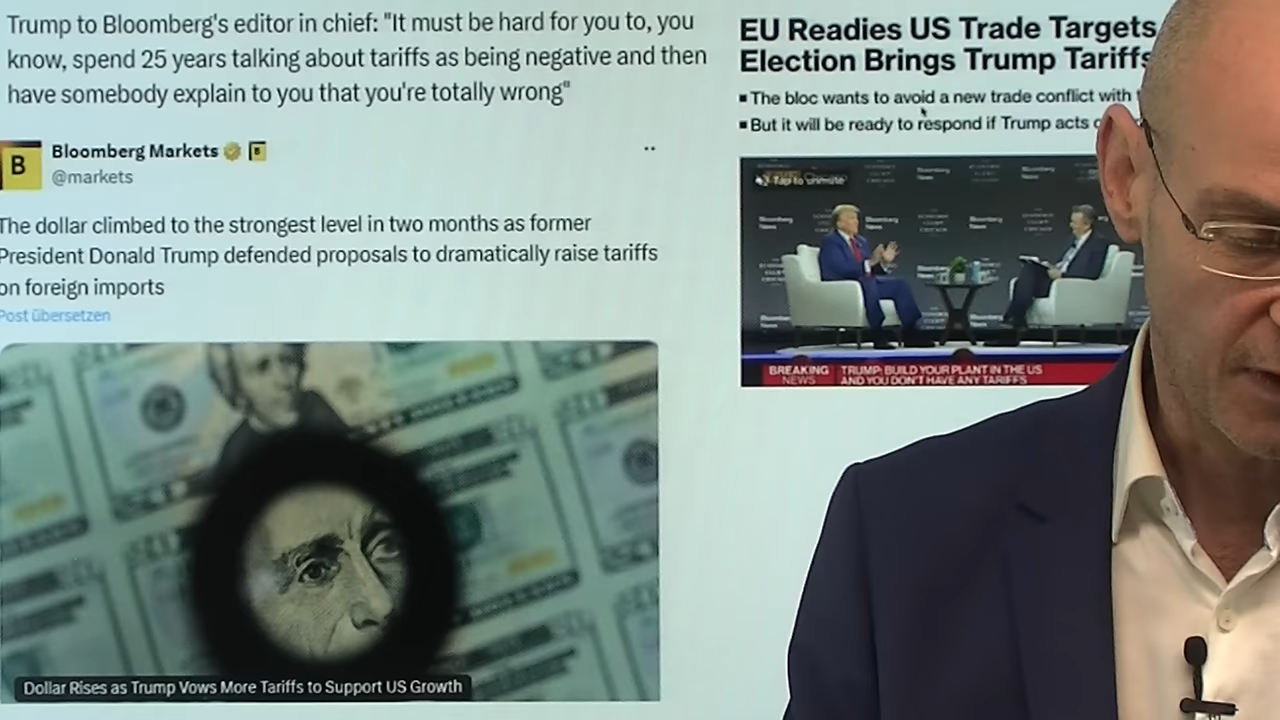 Trump to Bloomberg's editor in chief: "It must be hard for you to, you
know, spend 25 years talking about tariffs as being negative and then
have somebody explain to you that you're totally wrong"
B
Bloomberg Markets
@markets
The dollar climbed to the strongest level in two months as former
President Donald Trump defended proposals to dramatically raise tariffs
on foreign imports
Post übersetzen
Dollar Rises as Trump Vows More Tariffs to Support US Growth
EU Readies US Trade Targets
Election Brings Trump Tariffs
The bloc wants to avoid a new trade conflict with
But it will be ready to respond if Trump acts
Tap to unmute
BREAKING
NEWS
TRUMP: BUILD YOUR PLANT IN THE US
AND YOU DON'T HAVE ANY TARIFFS